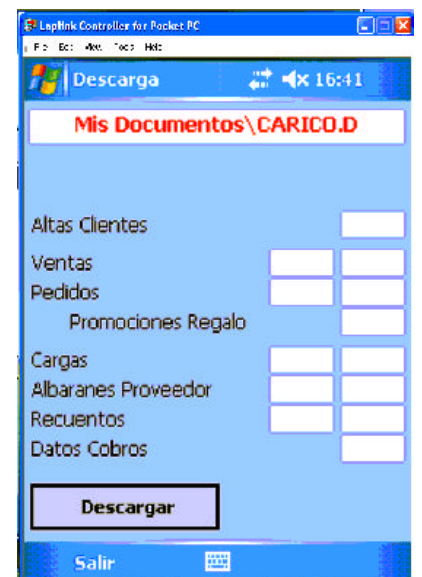 LapLink Controller for Pocket PC
Descarga 16:41
Mis Documentos\CARICO.D
Altas Clientes
Ventas
Pedidos
Promociones Regalo
Cargas
Albaranes Proveedor
Recuentos
Datos Cobros
Descargar
Salir